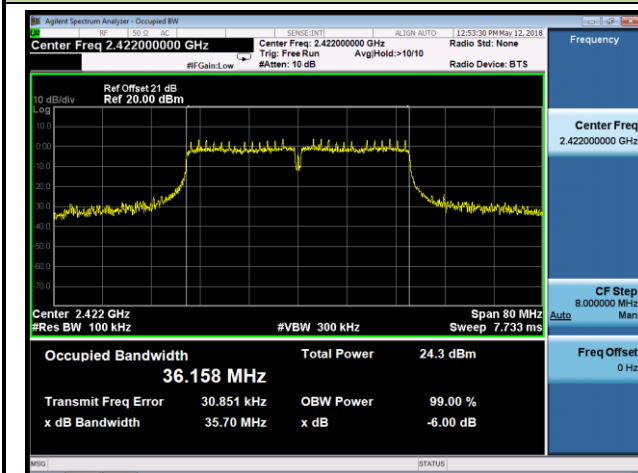 Agilent Spectrum Analyzer - Occupied BW
RF 50 Ω AC SENSE:INT ALIGN AUTO 12:53:30 PM May 12, 2018
Center Freq 2.422000000 GHz
Center Freq: 2.422000000 GHz Radio Std: None
Trig: Free Run Avg|Hold:>10/10
#IFGain:Low #Atten: 10 dB Radio Device: BTS
Frequency
Ref Offset 21 dB
10 dB/div Ref 20.00 dBm
Log
10.0
0.00
-10.0
-20.0
-30.0
-40.0
-50.0
-60.0
-70.0
Center Freq
2.422000000 GHz
Center 2.422 GHz Span 80 MHz
#Res BW 100 kHz #VBW 300 kHz Sweep 7.733 ms
CF Step
8.000000 MHz
Auto Man
Occupied Bandwidth Total Power 24.3 dBm
36.158 MHz
Transmit Freq Error 30.851 kHz OBW Power 99.00 %
x dB Bandwidth 35.70 MHz x dB -6.00 dB
Freq Offset
0 Hz
MSG STATUS